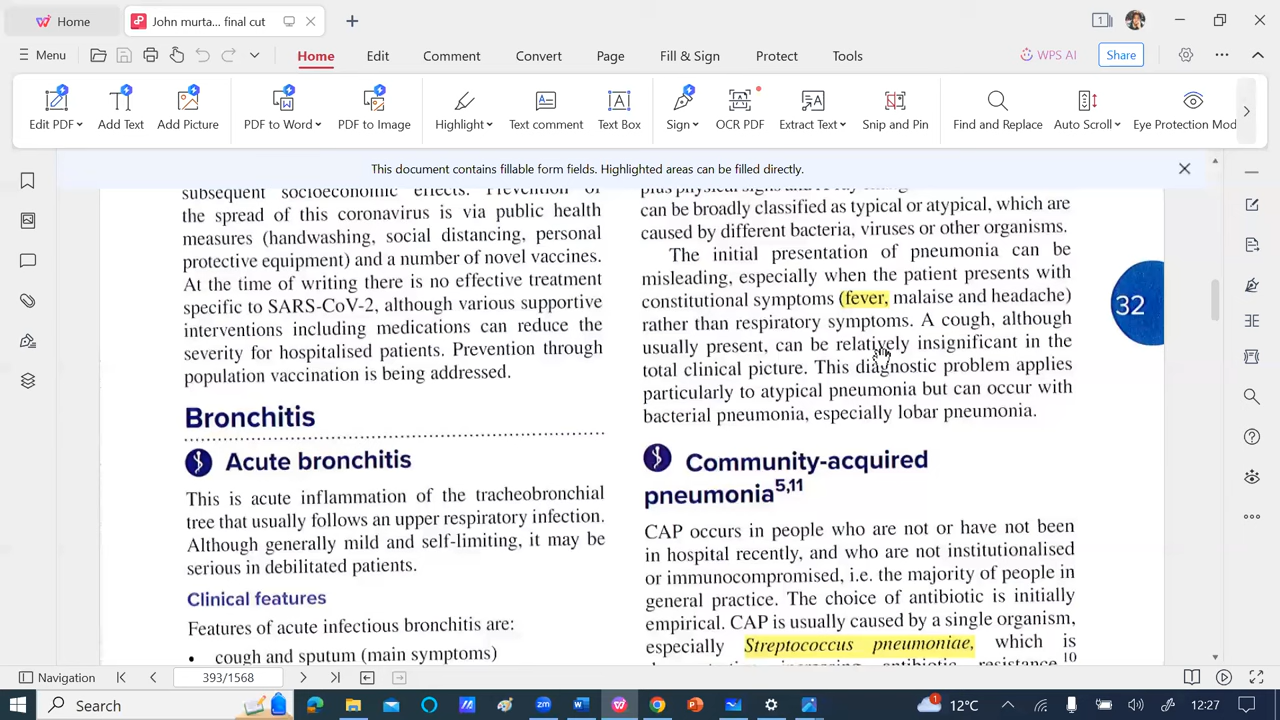 Home
John murta... final cut
1
Menu
Home
Edit
Comment
Convert
Page
Fill & Sign
Protect
Tools
WPS AI
Share
Edit PDF
Add Text
Add Picture
PDF to Word
PDF to Image
Highlight
Text comment
Text Box
Sign
OCR PDF
Extract Text
Snip and Pin
Find and Replace
Auto Scroll
Eye Protection Mod
This document contains fillable form fields. Highlighted areas can be filled directly.
subsequent socioeconomic effects. Prevention of
the spread of this coronavirus is via public health
measures (handwashing, social distancing, personal
protective equipment) and a number of novel vaccines.
At the time of writing there is no effective treatment
specific to SARS-CoV-2, although various supportive
interventions including medications can reduce the
severity for hospitalised patients. Prevention through
population vaccination is being addressed.
Bronchitis
Acute bronchitis
This is acute inflammation of the tracheobronchial
tree that usually follows an upper respiratory infection.
Although generally mild and self-limiting, it may be
serious in debilitated patients.
Clinical features
Features of acute infectious bronchitis are:
• cough and sputum (main symptoms)
plus physical signs and
can be broadly classified as typical or atypical, which are
caused by different bacteria, viruses or other organisms.
The initial presentation of pneumonia can be
misleading, especially when the patient presents with
constitutional symptoms (fever, malaise and headache)
rather than respiratory symptoms. A cough, although
usually present, can be relatively insignificant in the
total clinical picture. This diagnostic problem applies
particularly to atypical pneumonia but can occur with
bacterial pneumonia, especially lobar pneumonia.
Community-acquired
pneumonia5,11
CAP occurs in people who are not or have not been
in hospital recently, and who are not institutionalised
or immunocompromised, i.e. the majority of people in
general practice. The choice of antibiotic is initially
empirical. CAP is usually caused by a single organism,
especially Streptococcus pneumoniae, which is
antibiotic resistance.10
32
Navigation
393/1568
Search
1
12°C
12:27